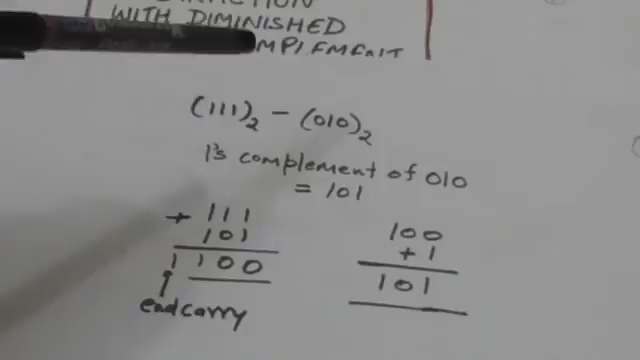 WITH DIMINISHED
(111)₂ - (010)₂
1's complement of 010
= 101
+ 111
101
1100
endcarry
100
+ 1
101